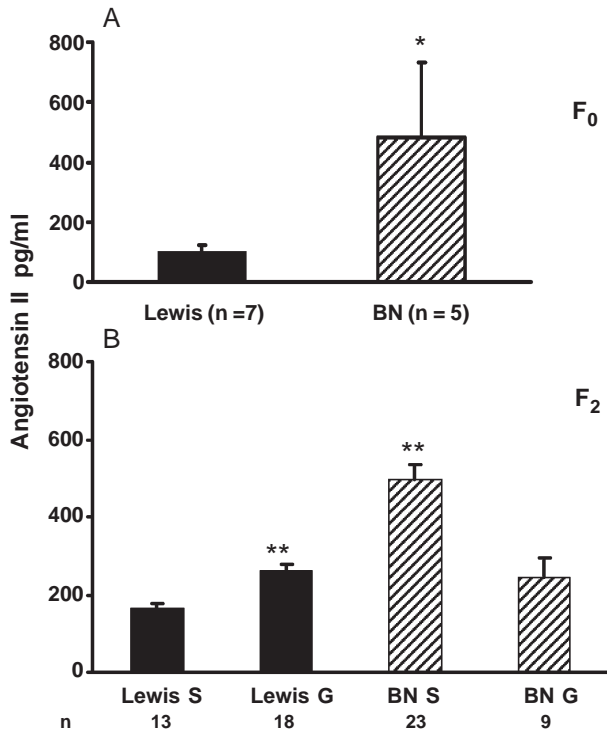 A
800
*
600
F0
400
200
0
Lewis (n =7) BN (n = 5)
Angiotensin II pg/ml
B
800
F2
600
**
400
**
200
0
Lewis S Lewis G BN S BN G
n 13 18 23 9